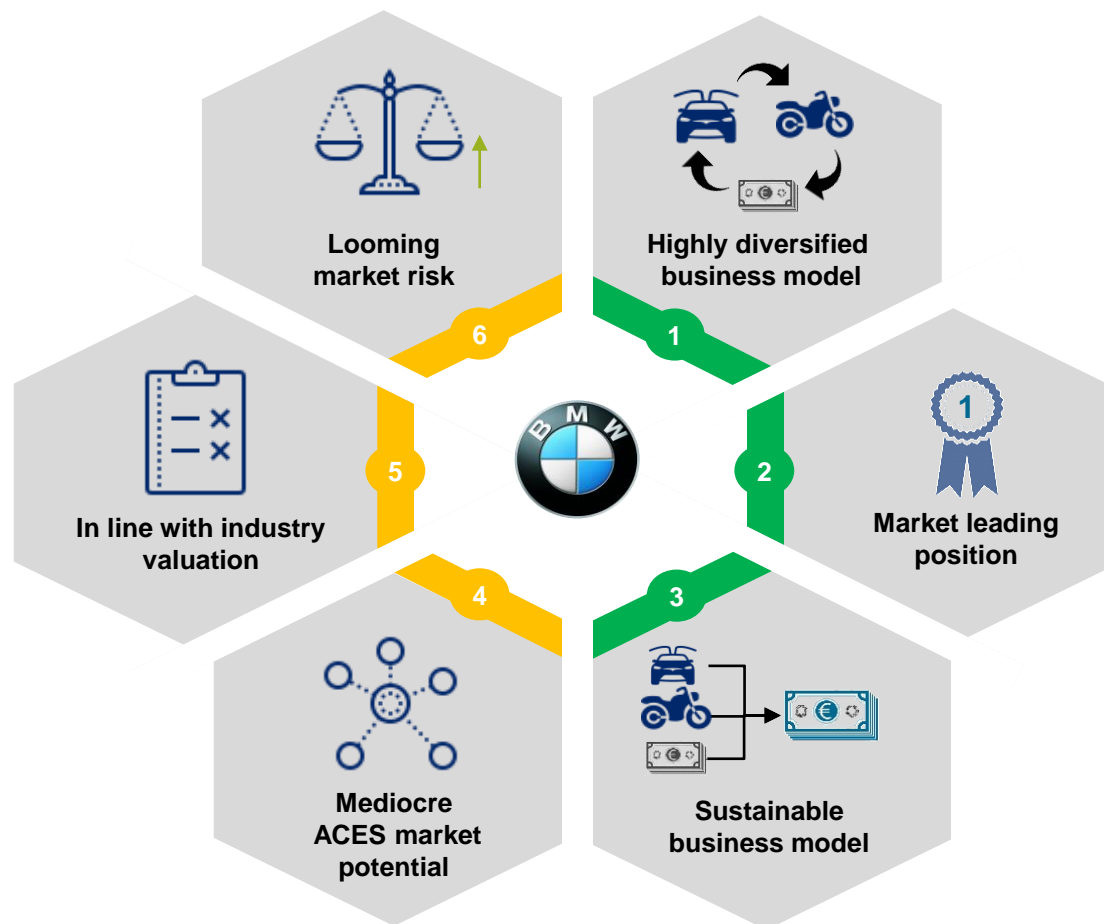 Highly diversified
business model
1
1
Market leading
position
2
Sustainable
business model
3
Mediocre
ACES market
potential
4
In line with industry
valuation
5
Looming
market risk
6
BMW
€
€
€